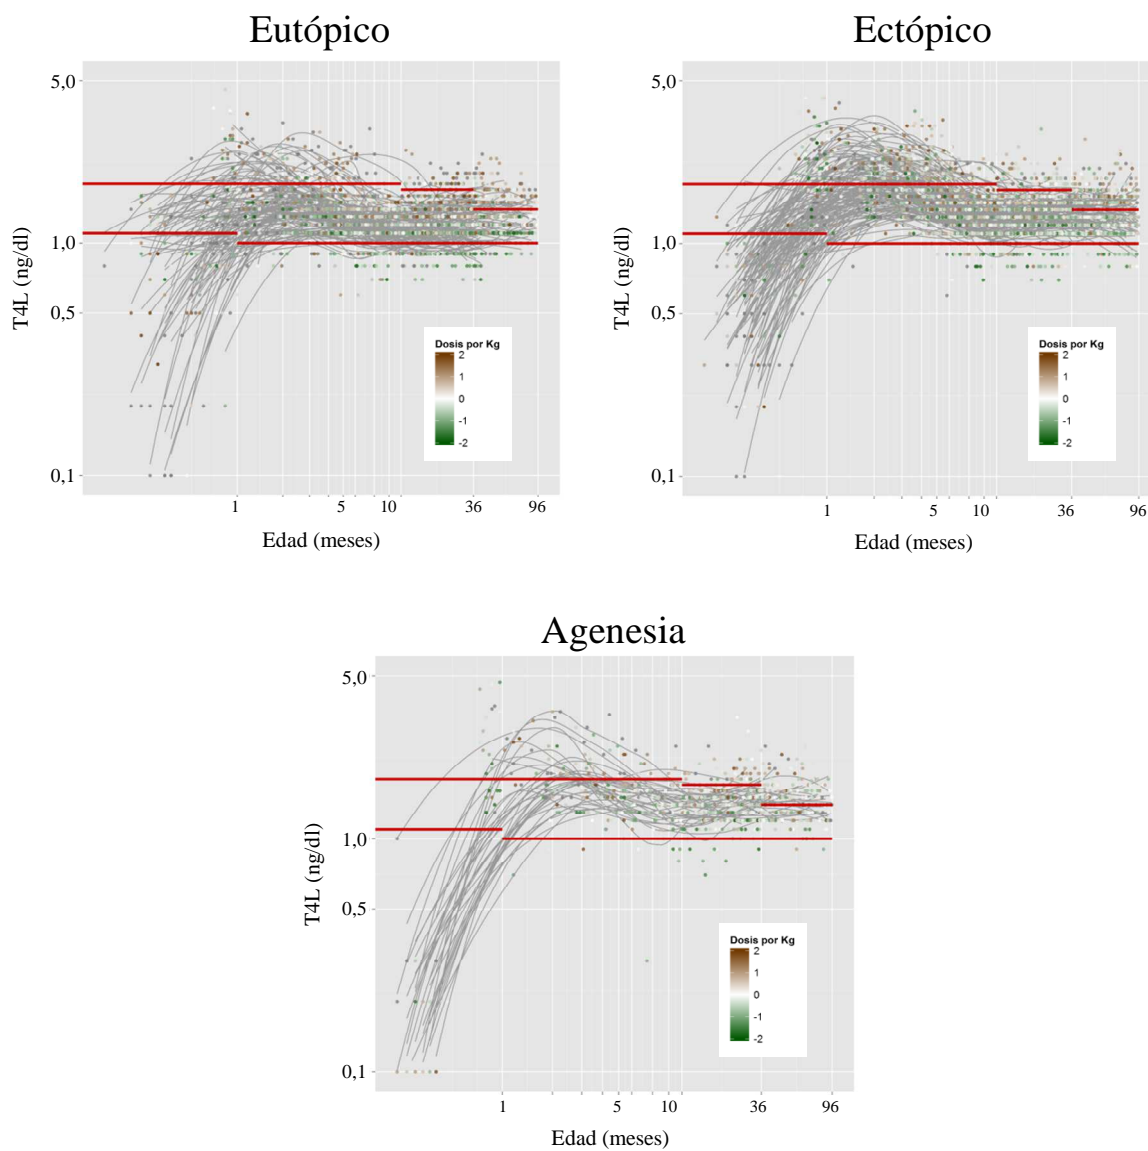 Eutópico
5,0
1.0
0.5
0,1
T4L (ng/dl)
Dosis por Kg
2
1
0
-1
-2
1 5 10 36 96
Edad (meses)
Ectópico
5,0
1.0
0.5
0,1
T4L (ng/dl)
Dosis por Kg
2
1
0
-1
-2
1 5 10 36 96
Edad (meses)
Agenesia
5,0
1,0
0,5
0,1
T4L (ng/dl)
Dosis por Kg
2
1
0
-1
-2
1 5 10 36 96
Edad (meses)